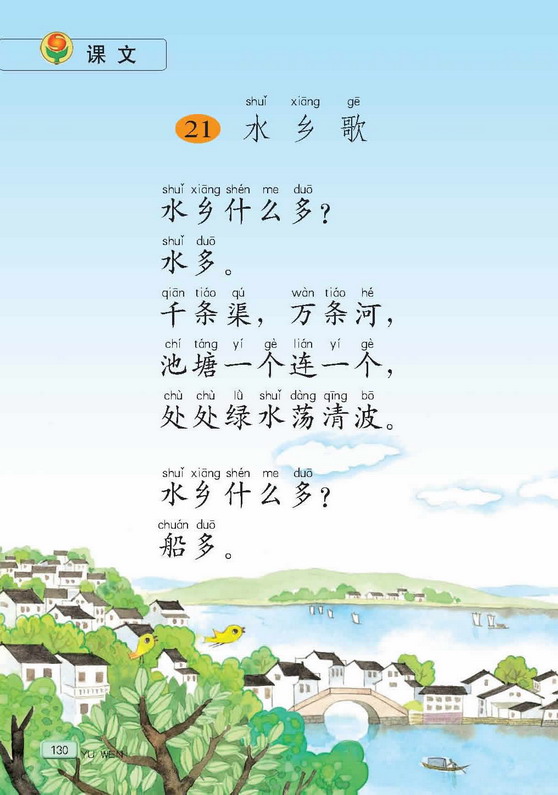 课文
shuǐ xiāng gē
21 水乡歌
shuǐ xiāng shén me duō
水乡什么多？
shuǐ duō
水多。
qiān tiáo qú wàn tiáo hé
千条渠，万条河，
chí táng yí gè lián yí gè
池塘一个连一个，
chù chù lǜ shuǐ dàng qīng bō
处处绿水荡清波。
shuǐ xiāng shén me duō
水乡什么多？
chuán duō
船多。
130 YU WEN